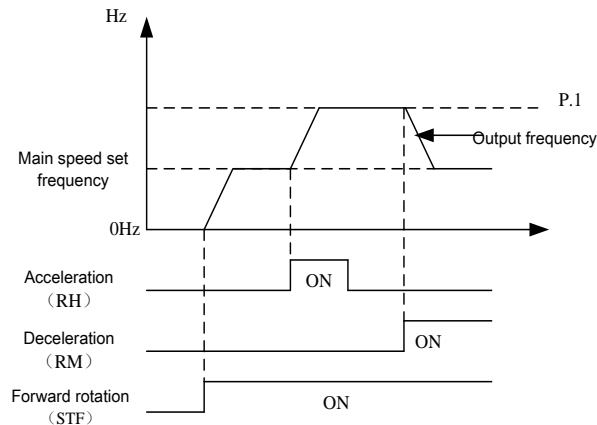 Hz
P.1
Output frequency
Main speed set
frequency
0Hz
Acceleration
（RH）
ON
Deceleration
（RM）
ON
Forward rotation
（STF）
ON